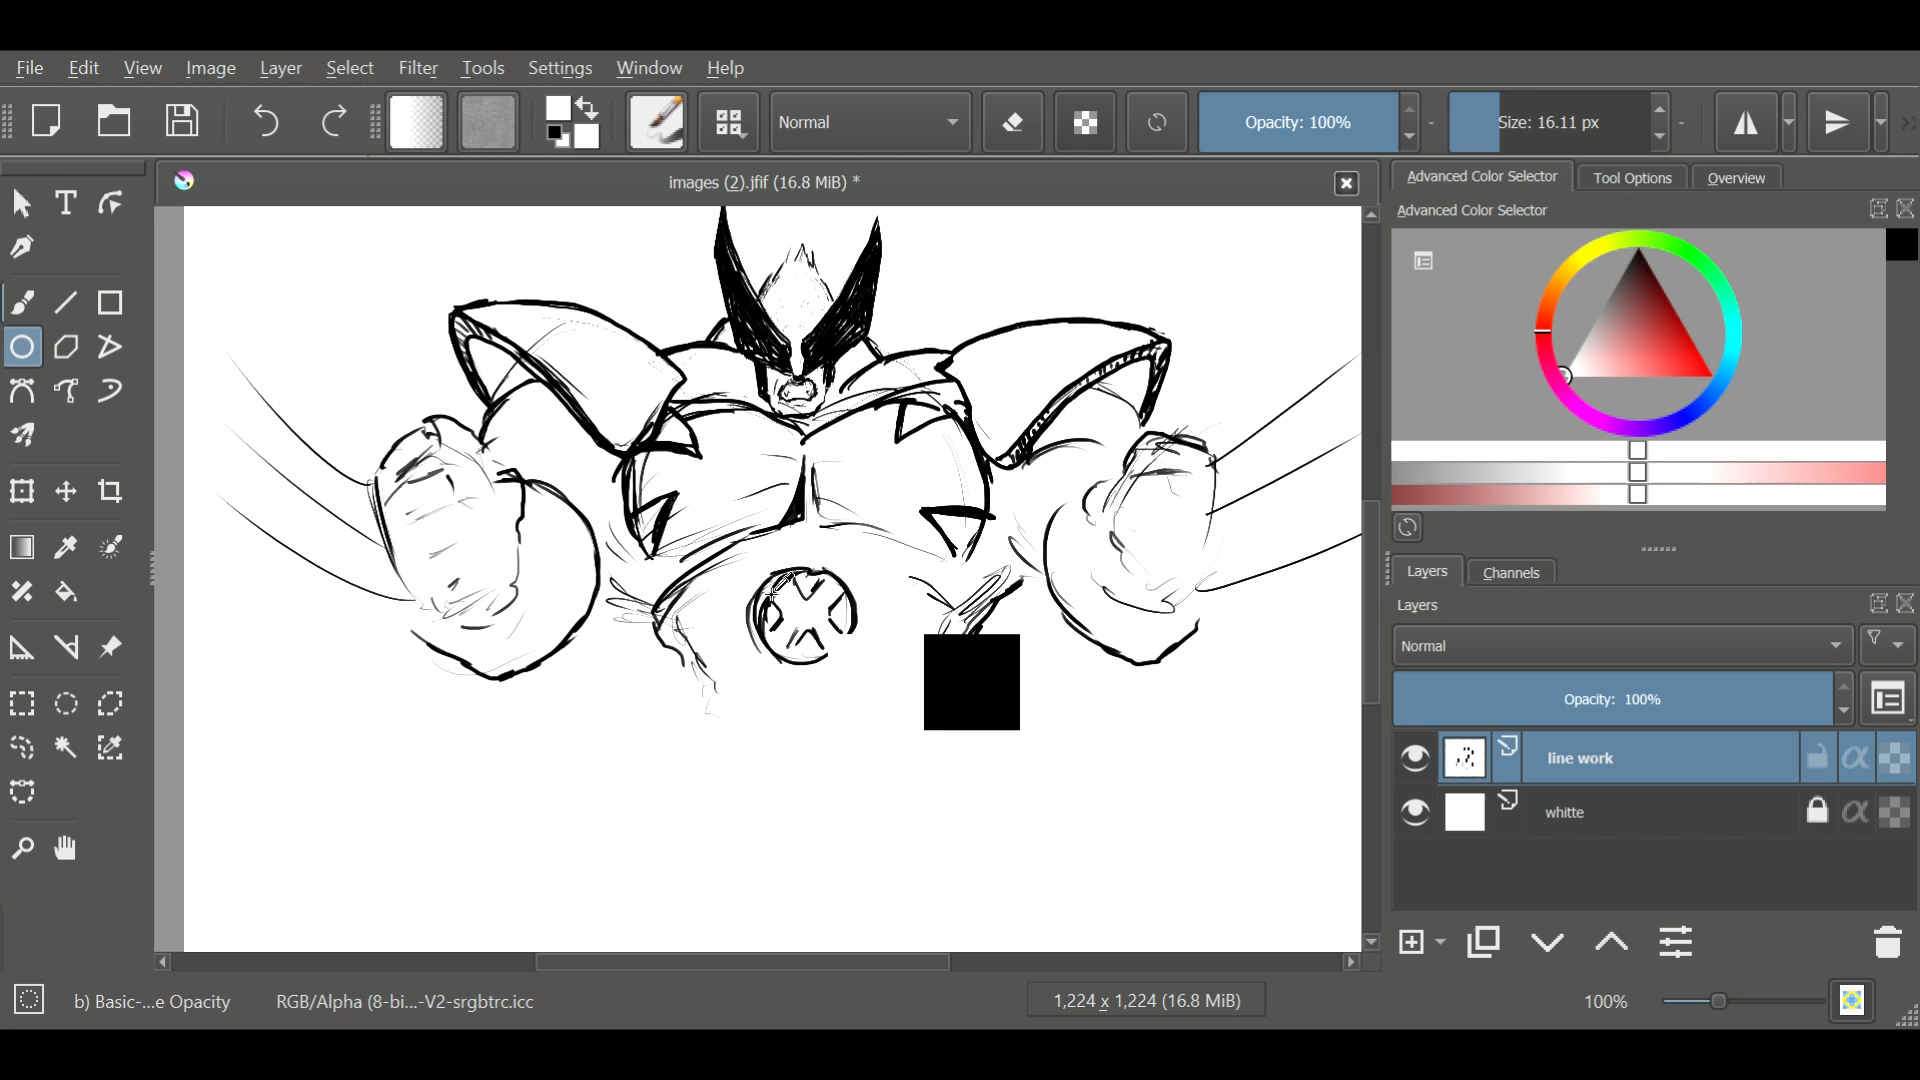 File Edit View Image Layer Select Filter Tools Settings Window Help
Normal
Opacity: 100%
Size: 16.11 px
images (2).jfif (16.8 MiB) *
Advanced Color Selector
Tool Options
Overview
Advanced Color Selector
Layers
Channels
Layers
Normal
Opacity: 100%
line work
whitte
b) Basic-...e Opacity
RGB/Alpha (8-bi...-V2-srgbtrc.icc
1,224 x 1,224 (16.8 MiB)
100%